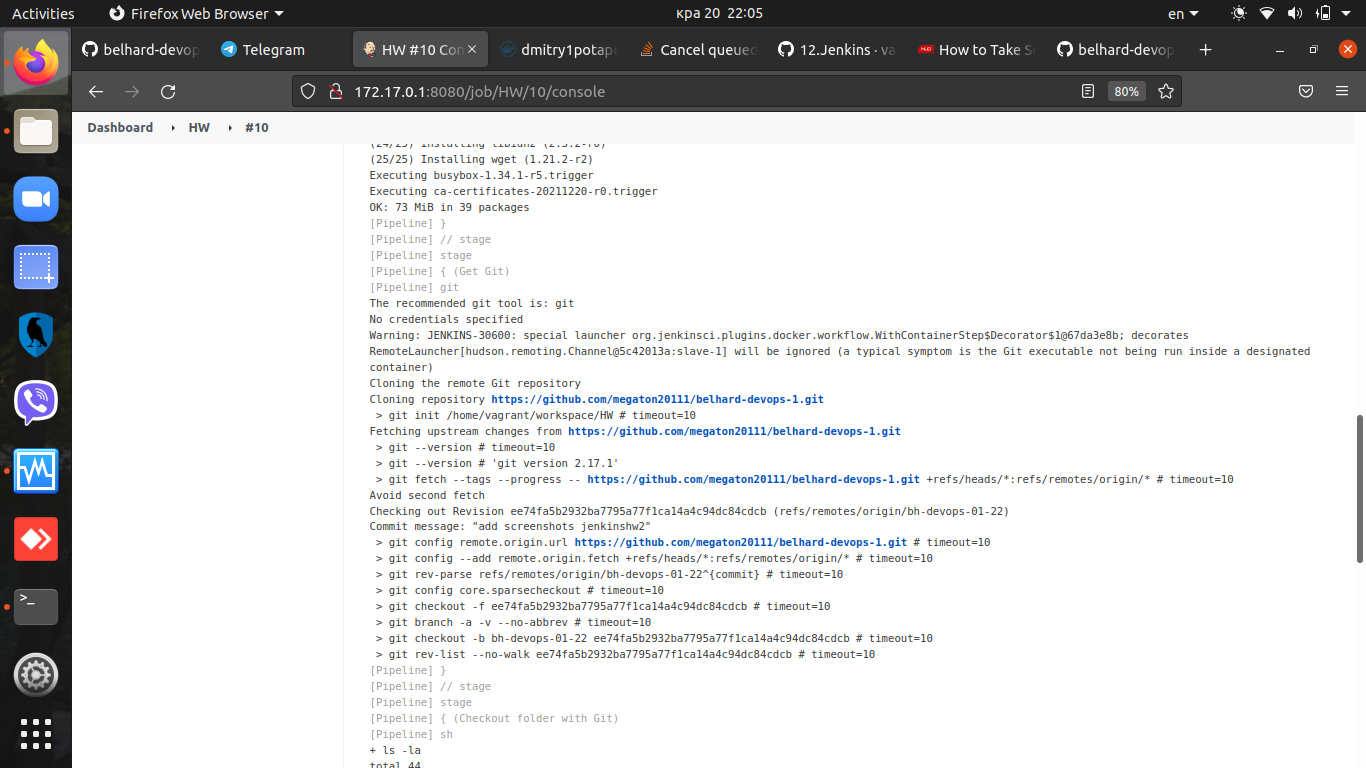 Activities
Firefox Web Browser
кра 20 22:05
en
belhard-devop
Telegram
HW #10 Con
dmitry1potapo
Cancel queued
12.Jenkins · va
How to Take S
belhard-devop
172.17.0.1:8080/job/HW/10/console
80%
Dashboard
HW
#10
(24/25) Installing libidn2 (2.3.2-r0)
(25/25) Installing wget (1.21.2-r2)
Executing busybox-1.34.1-r5.trigger
Executing ca-certificates-20211220-r0.trigger
OK: 73 MiB in 39 packages
[Pipeline] }
[Pipeline] // stage
[Pipeline] stage
[Pipeline] { (Get Git)
[Pipeline] git
The recommended git tool is: git
No credentials specified
Warning: JENKINS-30600: special launcher org.jenkinsci.plugins.docker.workflow.WithContainerStep$Decorator$1@67da3e8b; decorates
RemoteLauncher[hudson.remoting.Channel@5c42013a:slave-1] will be ignored (a typical symptom is the Git executable not being run inside a designated
container)
Cloning the remote Git repository
Cloning repository https://github.com/megaton20111/belhard-devops-1.git
> git init /home/vagrant/workspace/HW # timeout=10
Fetching upstream changes from https://github.com/megaton20111/belhard-devops-1.git
> git --version # timeout=10
> git --version # 'git version 2.17.1'
> git fetch --tags --progress -- https://github.com/megaton20111/belhard-devops-1.git +refs/heads/*:refs/remotes/origin/* # timeout=10
Avoid second fetch
Checking out Revision ee74fa5b2932ba7795a77f1ca14a4c94dc84cdcb (refs/remotes/origin/bh-devops-01-22)
Commit message: "add screenshots jenkinshw2"
> git config remote.origin.url https://github.com/megaton20111/belhard-devops-1.git # timeout=10
> git config --add remote.origin.fetch +refs/heads/*:refs/remotes/origin/* # timeout=10
> git rev-parse refs/remotes/origin/bh-devops-01-22^{commit} # timeout=10
> git config core.sparsecheckout # timeout=10
> git checkout -f ee74fa5b2932ba7795a77f1ca14a4c94dc84cdcb # timeout=10
> git branch -a -v --no-abbrev # timeout=10
> git checkout -b bh-devops-01-22 ee74fa5b2932ba7795a77f1ca14a4c94dc84cdcb # timeout=10
> git rev-list --no-walk ee74fa5b2932ba7795a77f1ca14a4c94dc84cdcb # timeout=10
[Pipeline] }
[Pipeline] // stage
[Pipeline] stage
[Pipeline] { (Checkout folder with Git)
[Pipeline] sh
+ ls -la
total 44